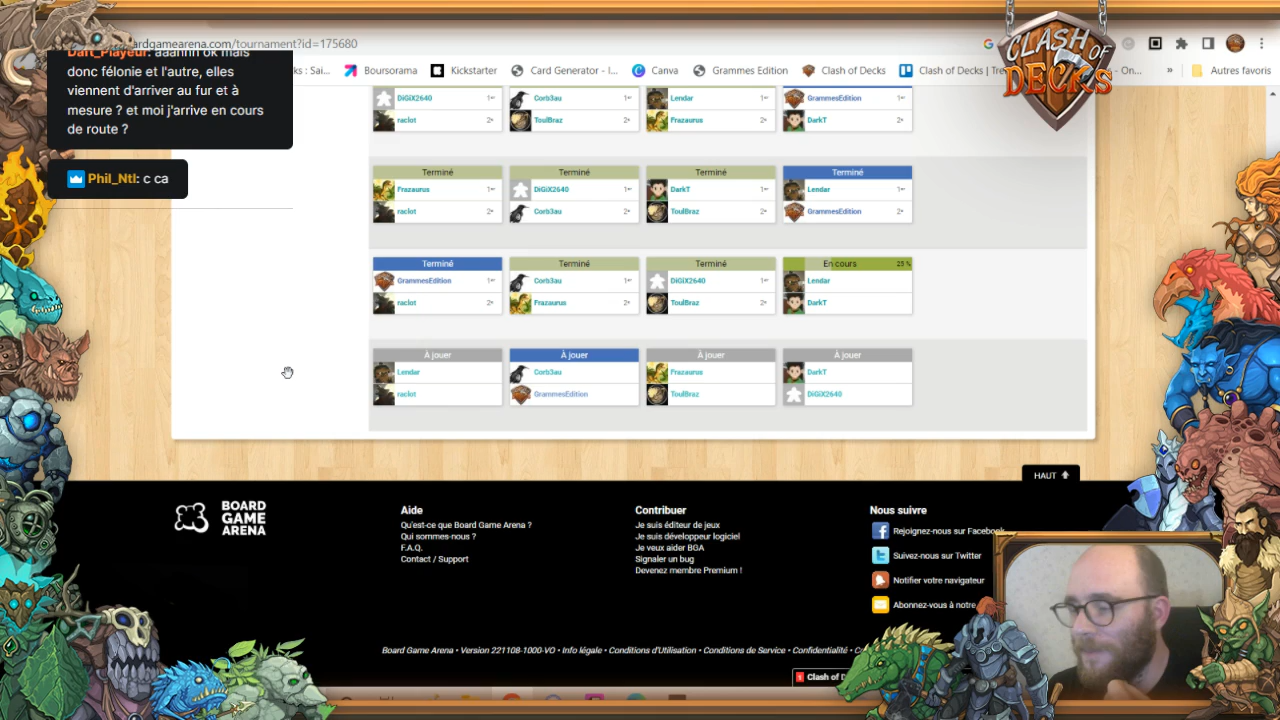 ardgamearena.com/tournament?id=175680
CLASH OF DECKS
Dart_Playeur: aaahhh ok mais
donc félonie et l'autre, elles
viennent d'arriver au fur et à
mesure ? et moi j'arrive en cours
de route ?
Phil_Ntl: c ca
ks : Sai...
Boursorama
Kickstarter
Card Generator - I...
Canva
Grammes Edition
Clash of Decks
Clash of Decks | Tre
On...
»
Autres favoris
DiGiX2640 1er
raclot 2e
Corb3au 1er
ToulBraz 2e
Lendar 1er
Frazaurus 2e
GrammesEdition 1er
DarkT 2e
Terminé
Frazaurus 1er
raclot 2e
Terminé
DiGiX2640 1er
Corb3au 2e
Terminé
DarkT 1er
ToulBraz 2e
Terminé
Lendar 1er
GrammesEdition 2e
Terminé
GrammesEdition 1er
raclot 2e
Terminé
Corb3au 1er
Frazaurus 2e
Terminé
DiGiX2640 1er
ToulBraz 2e
En cours 25 %
Lendar
DarkT
À jouer
Lendar
raclot
À jouer
Corb3au
GrammesEdition
À jouer
Frazaurus
ToulBraz
À jouer
DarkT
DiGiX2640
HAUT
BOARD
GAME
ARENA
Aide
Qu'est-ce que Board Game Arena ?
Qui sommes-nous ?
F.A.Q.
Contact / Support
Contribuer
Je suis éditeur de jeux
Je suis développeur logiciel
Je veux aider BGA
Signaler un bug
Devenez membre Premium !
Nous suivre
Rejoignez-nous sur Facebook
Suivez-nous sur Twitter
Notifier votre navigateur
Abonnez-vous à notre
Board Game Arena • Version 221108-1000-VO • Info légale • Conditions d'Utilisation • Conditions de Service • Confidentialité •
Clash of D